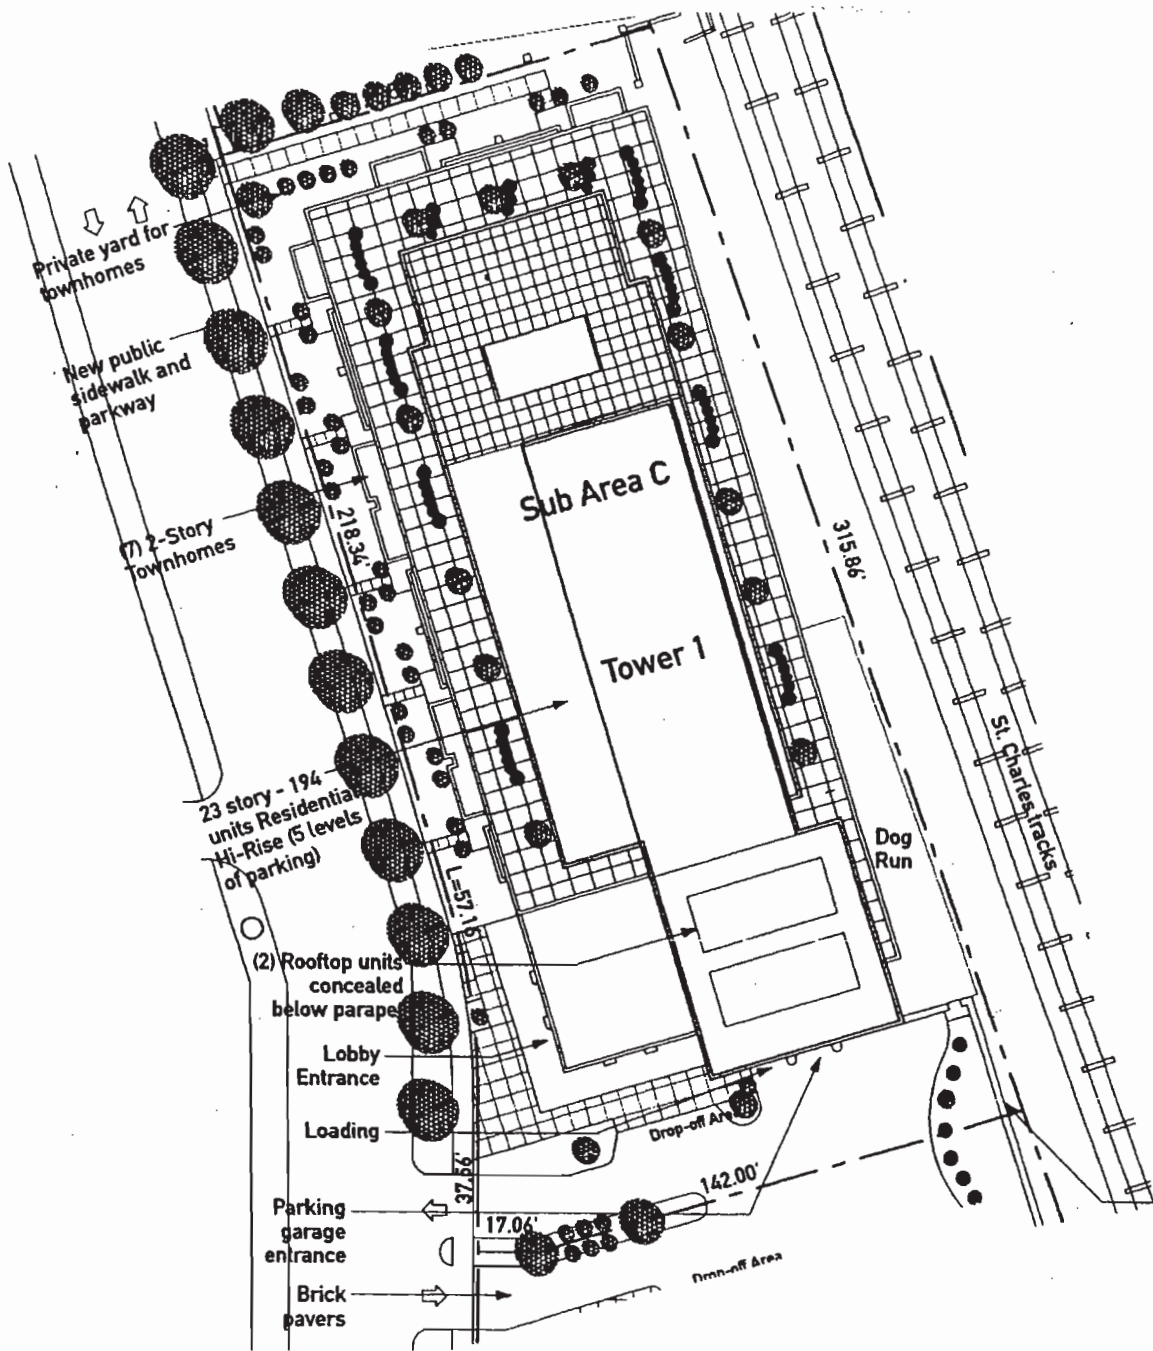 Private yard for
townhomes
New public
sidewalk and
parkway
Sub Area C
218.34'
315.86'
(7) 2-Story
Townhomes
Tower 1
St. Charles tracks
23 story - 194
units Residential
Hi-Rise (5 levels
of parking)
Dog
Run
L=57.16'
(2) Rooftop units
concealed
below parape
Lobby
Entrance
Loading
Drop-off Area
37.56'
142.00'
Parking
garage
entrance
17.06'
Drop-off Area
Brick
pavers